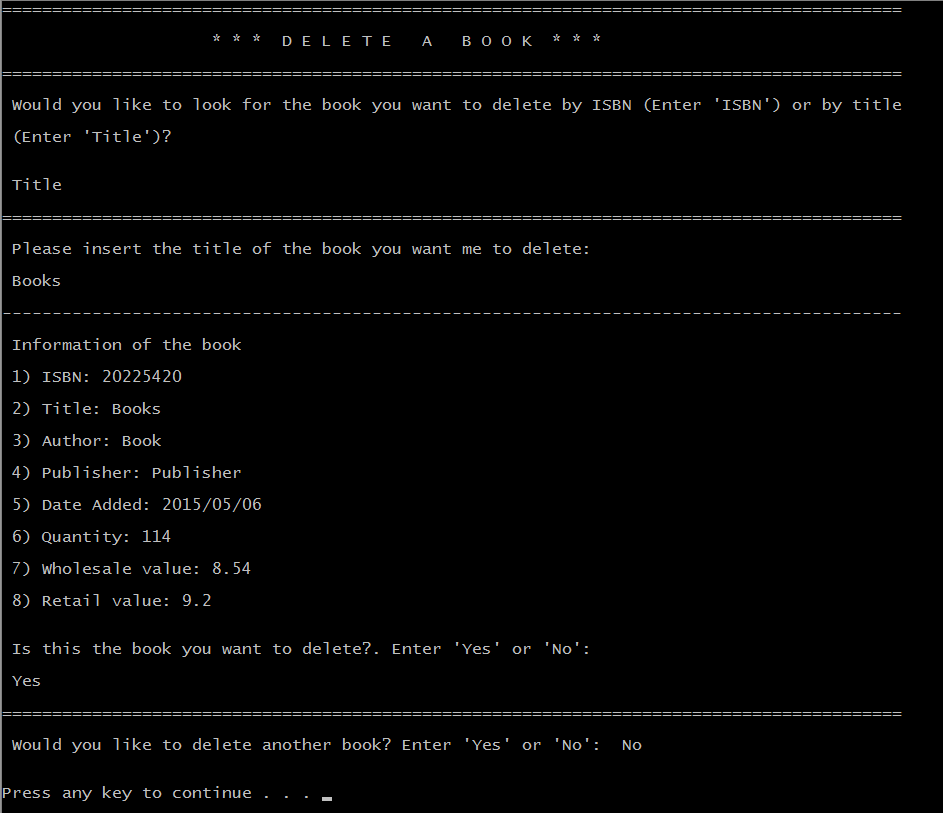 ==========================================================================================
* * * D E L E T E   A   B O O K * * *
==========================================================================================
Would you like to look for the book you want to delete by ISBN (Enter 'ISBN') or by title
(Enter 'Title')?
Title
==========================================================================================
Please insert the title of the book you want me to delete:
Books
------------------------------------------------------------------------------------------
Information of the book
1) ISBN: 20225420
2) Title: Books
3) Author: Book
4) Publisher: Publisher
5) Date Added: 2015/05/06
6) Quantity: 114
7) Wholesale value: 8.54
8) Retail value: 9.2
Is this the book you want to delete?. Enter 'Yes' or 'No':
Yes
==========================================================================================
Would you like to delete another book? Enter 'Yes' or 'No':  No
Press any key to continue . . . _